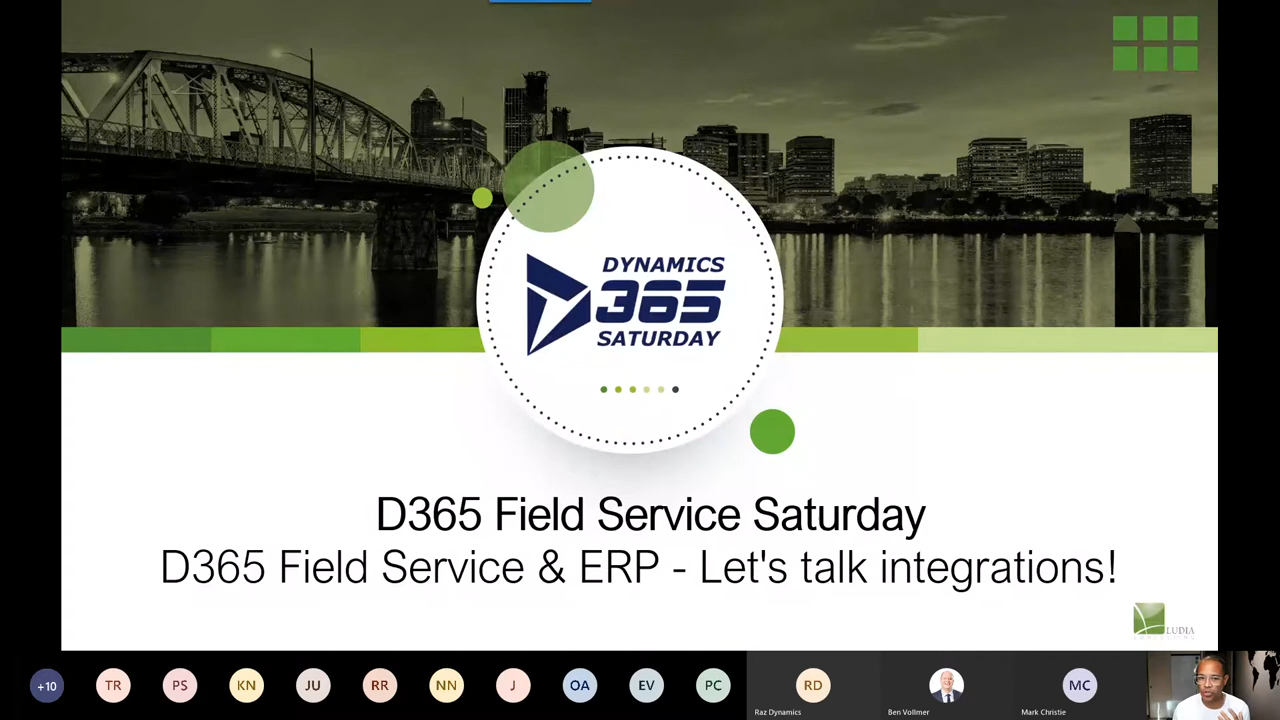 DYNAMICS
365
SATURDAY
D365 Field Service Saturday
D365 Field Service & ERP - Let's talk integrations!
LUDIA
+10
TR
PS
KN
JU
RR
NN
J
OA
EV
PC
RD
MC
Raz Dynamics
Ben Vollmer
Mark Christie